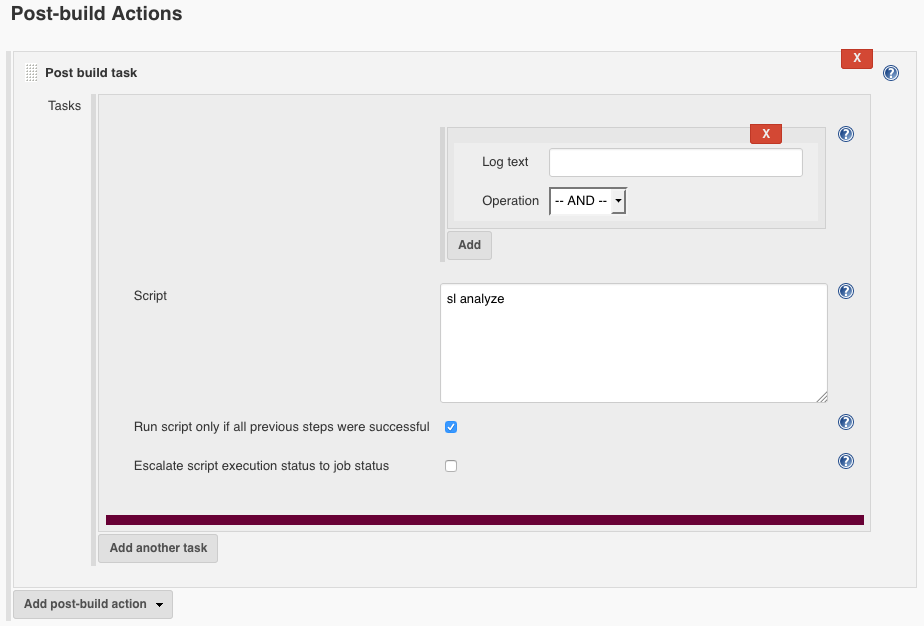 Post-build Actions
X
?
Post build task
Tasks
X
?
Log text
Operation -- AND --
Add
Script sl analyze
?
Run script only if all previous steps were successful
?
Escalate script execution status to job status
?
Add another task
Add post-build action